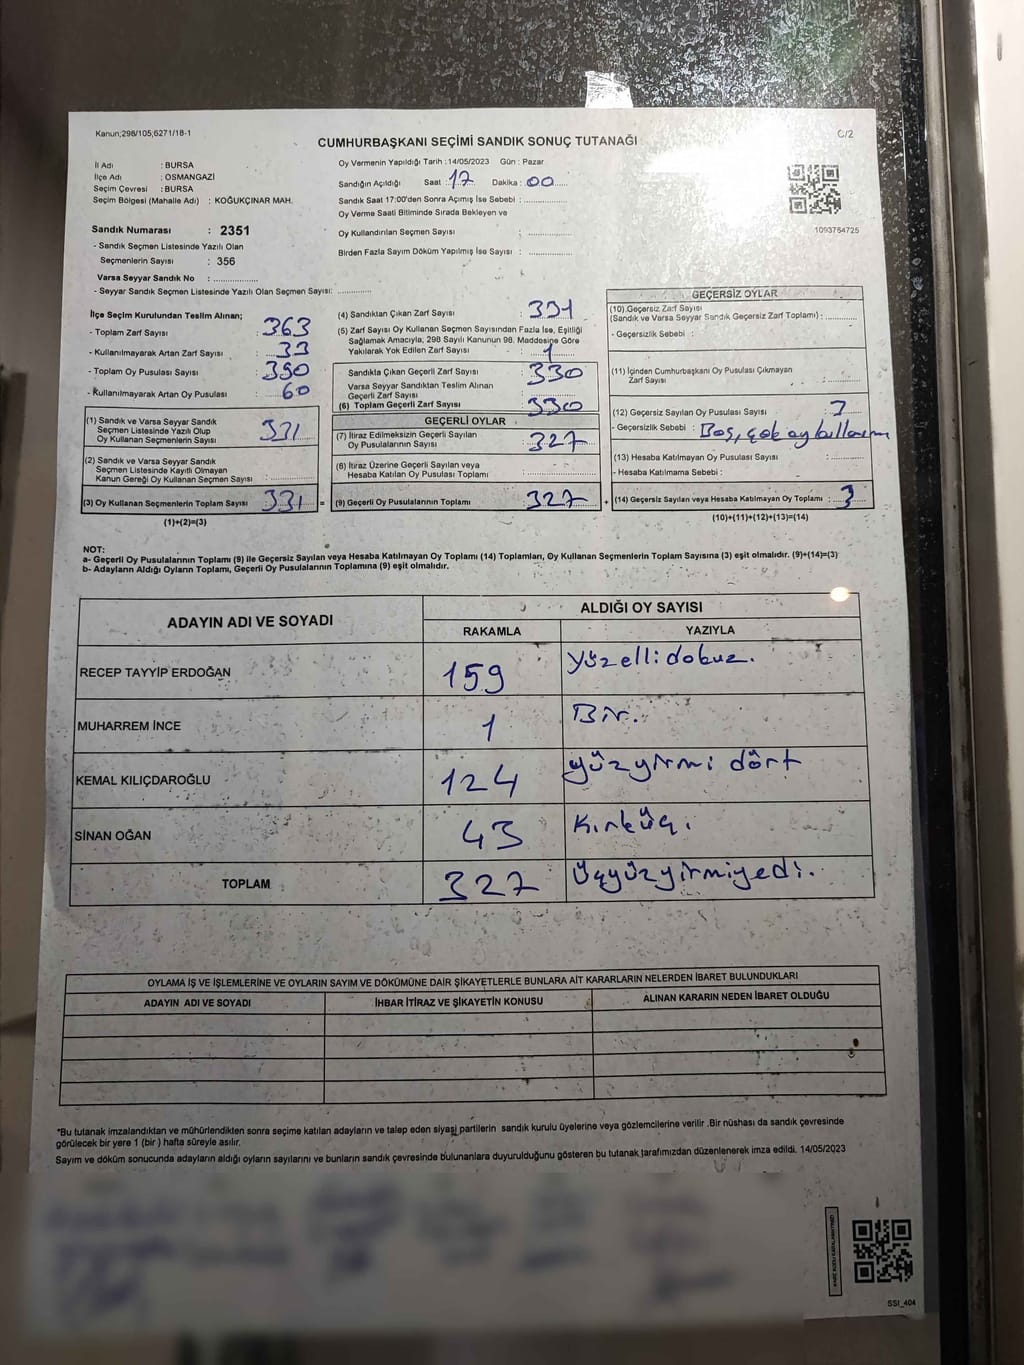 Kanun;298/105;6271/18-1
CUMHURBAŞKANI SEÇİMİ SANDIK SONUÇ TUTANAĞI
C/2
İl Adı : BURSA
İlçe Adı : OSMANGAZİ
Seçim Çevresi : BURSA
Seçim Bölgesi (Mahalle Adı) : KOĞUKÇINAR MAH.
Sandık Numarası : 2351
- Sandık Seçmen Listesinde Yazılı Olan
Seçmenlerin Sayısı : 356
Varsa Seyyar Sandık No : ..............
- Seyyar Sandık Seçmen Listesinde Yazılı Olan Seçmen Sayısı: ............
Oy Vermenin Yapıldığı Tarih : 14/05/2023 Gün : Pazar
Sandığın Açıldığı Saat : 17 Dakika : 00
Sandık Saat 17:00'den Sonra Açımış İse Sebebi : ..............
Oy Verme Saati Bitiminde Sırada Bekleyen ve
Oy Kullandırılan Seçmen Sayısı : ..............
Birden Fazla Sayım Döküm Yapılmış İse Sayısı : ..............
1093764725
İlçe Seçim Kurulundan Teslim Alınan;
- Toplam Zarf Sayısı : 363
- Kullanılmayarak Artan Zarf Sayısı : 33
- Toplam Oy Pusulası Sayısı : 390
- Kullanılmayarak Artan Oy Pusulası : 60
(1) Sandık ve Varsa Seyyar Sandık
Seçmen Listesinde Yazılı Olup
Oy Kullanan Seçmenlerin Sayısı : 331
(2) Sandık ve Varsa Seyyar Sandık
Seçmen Listesinde Kayıtlı Olmayan
Kanun Gereği Oy Kullanan Seçmen Sayısı : ............
(3) Oy Kullanan Seçmenlerin Toplam Sayısı 331 =
(1)+(2)=(3)
(4) Sandıktan Çıkan Zarf Sayısı : 331
(5) Zarf Sayısı Oy Kullanan Seçmen Sayısından Fazla İse, Eşitliği
Sağlamak Amacıyla, 298 Sayılı Kanunun 98. Maddesine Göre
Yakılarak Yok Edilen Zarf Sayısı : 1
Sandıkta Çıkan Geçerli Zarf Sayısı : 330
Varsa Seyyar Sandıktan Teslim Alınan
Geçerli Zarf Sayısı : ..............
(6) Toplam Geçerli Zarf Sayısı : 330
GEÇERLİ OYLAR
(7) İtiraz Edilmeksizin Geçerli Sayılan
Oy Pusulalarının Sayısı : 327
(8) İtiraz Üzerine Geçerli Sayılan veya
Hesaba Katılan Oy Pusulası Toplamı : ..............
(9) Geçerli Oy Pusulalarının Toplamı 327 +
GEÇERSİZ OYLAR
(10) Geçersiz Zarf Sayısı
(Sandık ve Varsa Seyyar Sandık Geçersiz Zarf Toplamı) : ..........
- Geçersizlik Sebebi :
(11) İçinden Cumhurbaşkanı Oy Pusulası Çıkmayan
Zarf Sayısı : ..........
(12) Geçersiz Sayılan Oy Pusulası Sayısı : 3
- Geçersizlik Sebebi : Boş, çok oy kullanım
(13) Hesaba Katılmayan Oy Pusulası Sayısı : ..........
- Hesaba Katılmama Sebebi :
(14) Geçersiz Sayılan veya Hesaba Katılmayan Oy Toplamı : 3
(10)+(11)+(12)+(13)=(14)
NOT:
a- Geçerli Oy Pusulalarının Toplamı (9) ile Geçersiz Sayılan veya Hesaba Katılmayan Oy Toplamı (14) Toplamları, Oy Kullanan Seçmenlerin Toplam Sayısına (3) eşit olmalıdır. (9)+(14)=(3)
b- Adayların Aldığı Oyların Toplamı, Geçerli Oy Pusulalarının Toplamına (9) eşit olmalıdır.
ADAYIN ADI VE SOYADI
ALDIĞI OY SAYISI
RAKAMLA YAZIYLA
RECEP TAYYİP ERDOĞAN 159 yüzellidokuz.
MUHARREM İNCE 1 Bir.
KEMAL KILIÇDAROĞLU 124 yüzyirmi dört
SİNAN OĞAN 43 Kırküç.
TOPLAM 327 üçyüzyirmiyedi.
OYLAMA İŞ VE İŞLEMLERİNE VE OYLARIN SAYIM VE DÖKÜMÜNE DAİR ŞİKAYETLERLE BUNLARA AİT KARARLARIN NELERDEN İBARET BULUNDUKLARI
ADAYIN ADI VE SOYADI İHBAR İTİRAZ VE ŞİKAYETİN KONUSU ALINAN KARARIN NEDEN İBARET OLDUĞU
*Bu tutanak imzalandıktan ve mühürlendikten sonra seçime katılan adayların ve talep eden siyasi partilerin sandık kurulu üyelerine veya gözlemcilerine verilir .Bir nüshası da sandık çevresinde
görülecek bir yere 1 (bir ) hafta süreyle asılır.
Sayım ve döküm sonucunda adayların aldığı oyların sayılarını ve bunların sandık çevresinde bulunanlara duyurulduğunu gösteren bu tutanak tarafımızdan düzenlenerek imza edildi. 14/05/2023
SSI_404